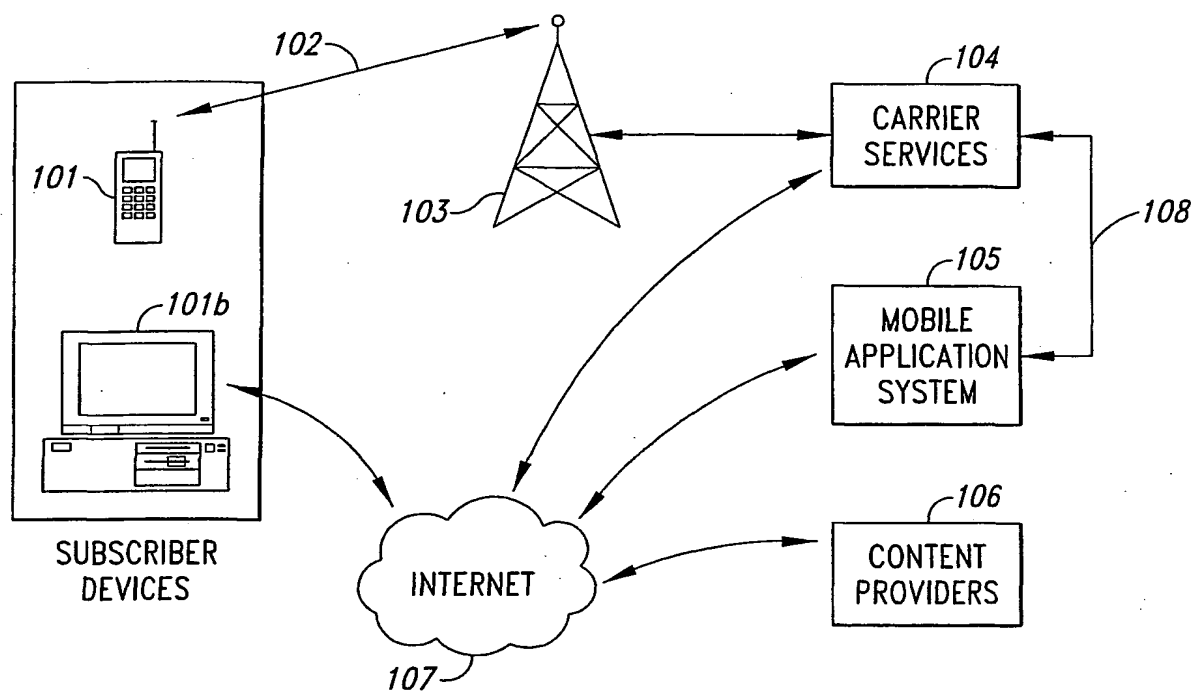 102
104
CARRIER
SERVICES
101
103
108
105
101b
MOBILE
APPLICATION
SYSTEM
106
SUBSCRIBER
DEVICES
INTERNET
CONTENT
PROVIDERS
107